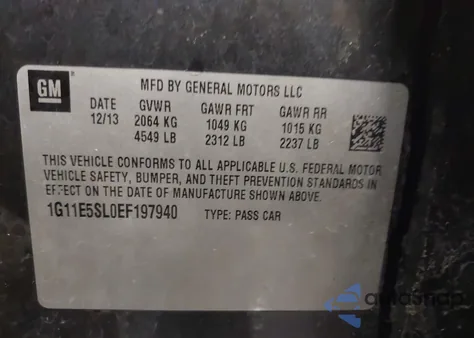 GM
MFD BY GENERAL MOTORS LLC
DATE GVWR GAWR FRT GAWR RR
12/13 2064 KG 1049 KG 1015 KG
4549 LB 2312 LB 2237 LB
THIS VEHICLE CONFORMS TO ALL APPLICABLE U.S. FEDERAL MOTOR
VEHICLE SAFETY, BUMPER, AND THEFT PREVENTION STANDARDS IN
EFFECT ON THE DATE OF MANUFACTURE SHOWN ABOVE.
1G11E5SL0EF197940 TYPE: PASS CAR
autosnap